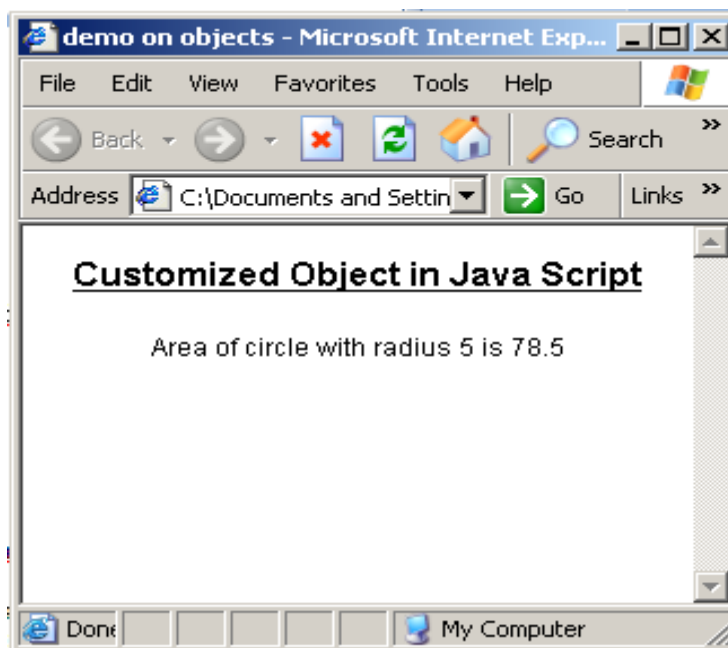 demo on objects - Microsoft Internet Exp...
File Edit View Favorites Tools Help
Back Search »
Address C:\Documents and Settin Go Links »
Customized Object in Java Script
Area of circle with radius 5 is 78.5
Done My Computer